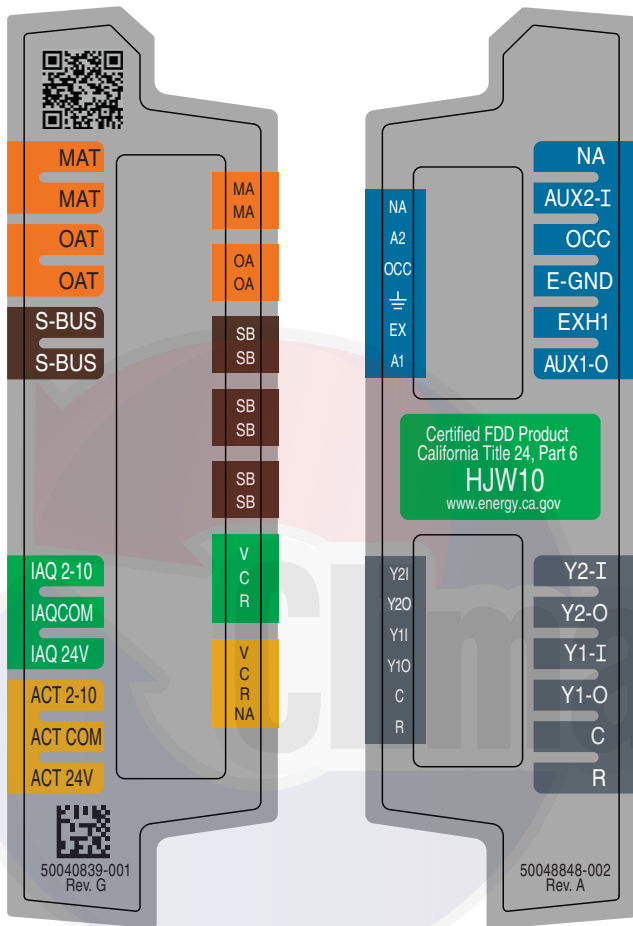 MAT
MAT
OAT
OAT
S-BUS
S-BUS
IAQ 2-10
IAQCOM
IAQ 24V
ACT 2-10
ACT COM
ACT 24V
50040839-001
Rev. G
MA
MA
OA
OA
SB
SB
SB
SB
SB
SB
V
C
R
V
C
R
NA
NA
A2
OCC
EX
A1
NA
AUX2-I
OCC
E-GND
EXH1
AUX1-O
Certified FDD Product
California Title 24, Part 6
HJW10
www.energy.ca.gov
Y2I
Y2O
Y1I
Y1O
C
R
Y2-I
Y2-O
Y1-I
Y1-O
C
R
50048848-002
Rev. A